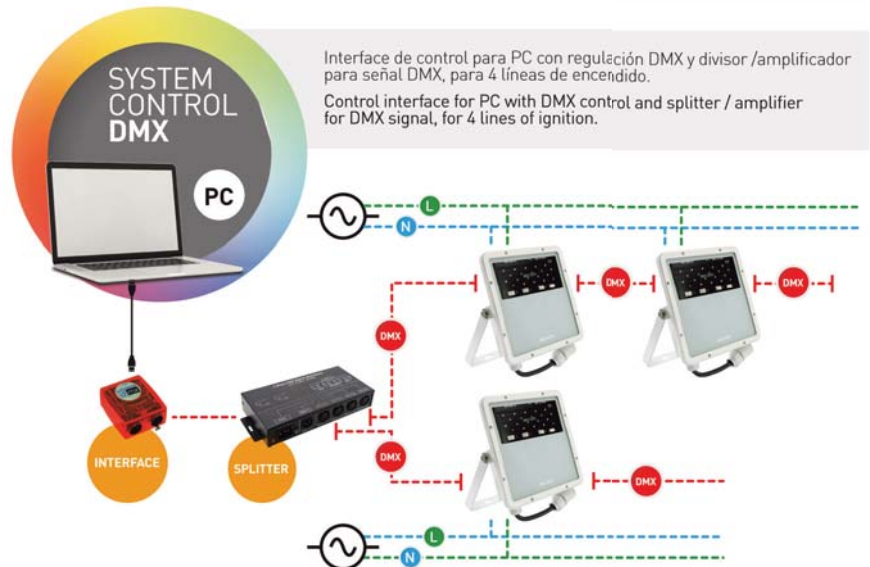 SYSTEM
CONTROL
DMX
PC
Interface de control para PC con regulación DMX y divisor /amplificador
para señal DMX, para 4 líneas de encendido.
Control interface for PC with DMX control and splitter / amplifier
for DMX signal, for 4 lines of ignition.
L
N
DMX
DMX
DMX
INTERFACE
SPLITTER
DMX
DMX
L
N